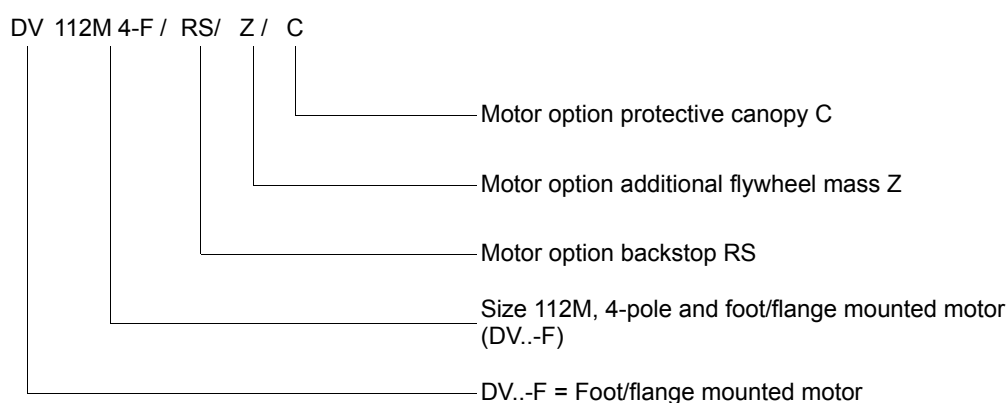 DV 112M 4-F / RS/ Z / C
Motor option protective canopy C
Motor option additional flywheel mass Z
Motor option backstop RS
Size 112M, 4-pole and foot/flange mounted motor
(DV..-F)
DV..-F = Foot/flange mounted motor